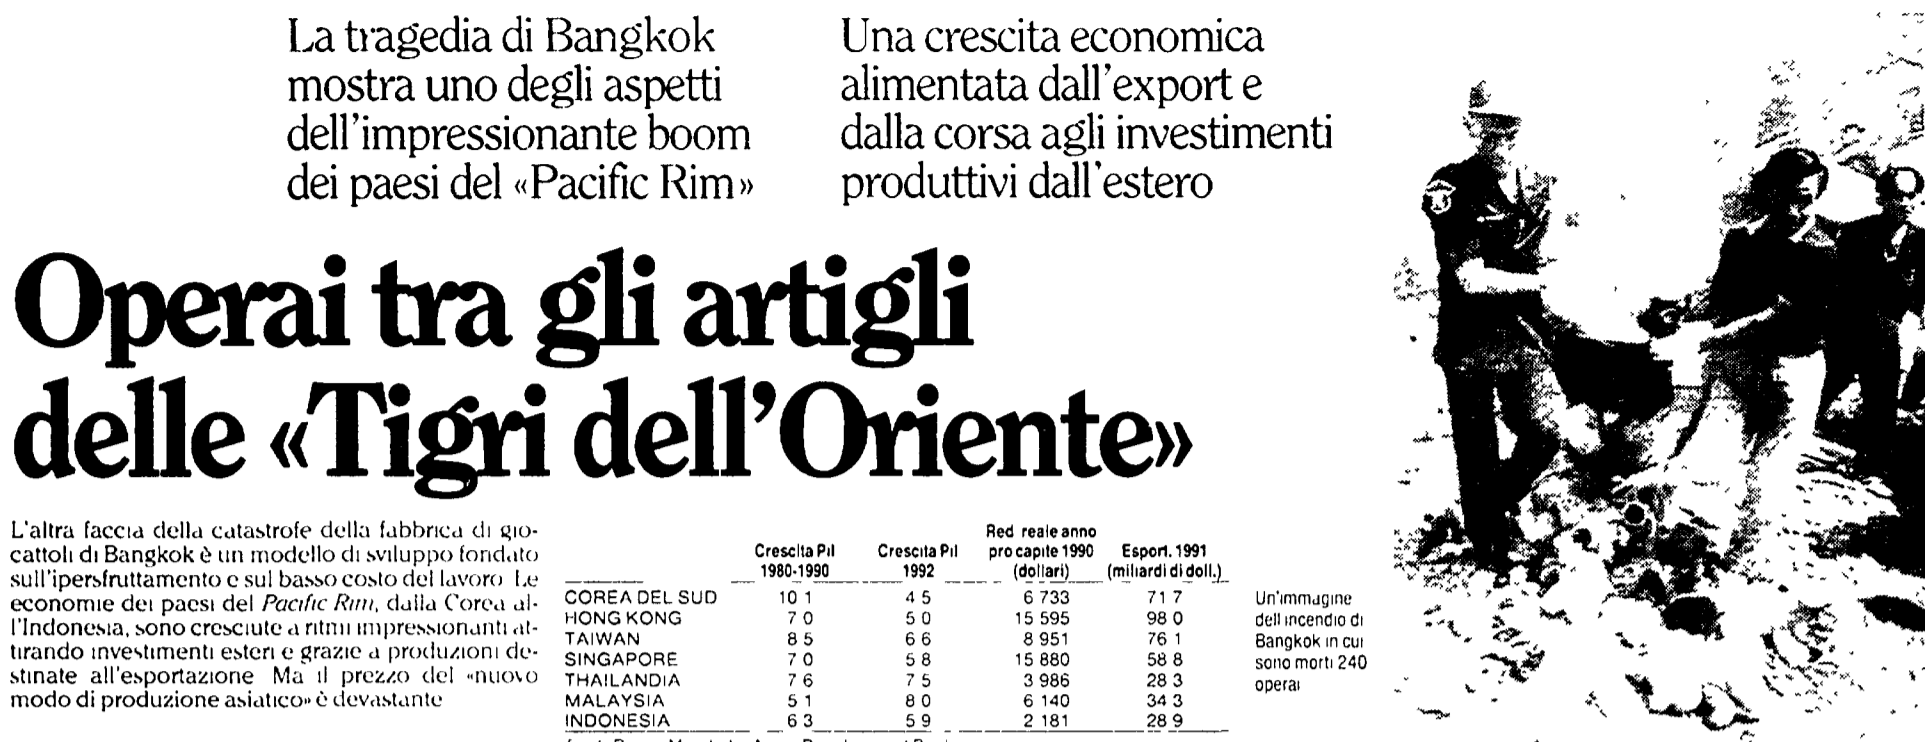 La tragedia di Bangkok
mostra uno degli aspetti
dell'impressionante boom
dei paesi del «Pacific Rim»
Una crescita economica
alimentata dall'export e
dalla corsa agli investimenti
produttivi dall'estero
Operai tra gli artigli
delle «Tigri dell'Oriente»
L'altra faccia della catastrofe della fabbrica di gio-
cattoli di Bangkok è un modello di sviluppo fondato
sull'ipersfruttamento e sul basso costo del lavoro Le
economie dei paesi del Pacific Rim, dalla Corea al-
l'Indonesia, sono cresciute a ritmi impressionanti at-
tirando investimenti esteri e grazie a produzioni de-
stinate all'esportazione Ma il prezzo del «nuovo
modo di produzione asiatico» è devastante
Crescita Pil 1980-1990 Crescita Pil 1992 Red reale anno pro capite 1990 (dollari) Esport. 1991 (miliardi di doll.)
COREA DEL SUD 10 1 4 5 6 733 71 7
HONG KONG 7 0 5 0 15 595 98 0
TAIWAN 8 5 6 6 8 951 76 1
SINGAPORE 7 0 5 8 15 880 58 8
THAILANDIA 7 6 7 5 3 986 28 3
MALAYSIA 5 1 8 0 6 140 34 3
INDONESIA 6 3 5 9 2 181 28 9
Un'immagine
dell incendio di
Bangkok in cui
sono morti 240
operai